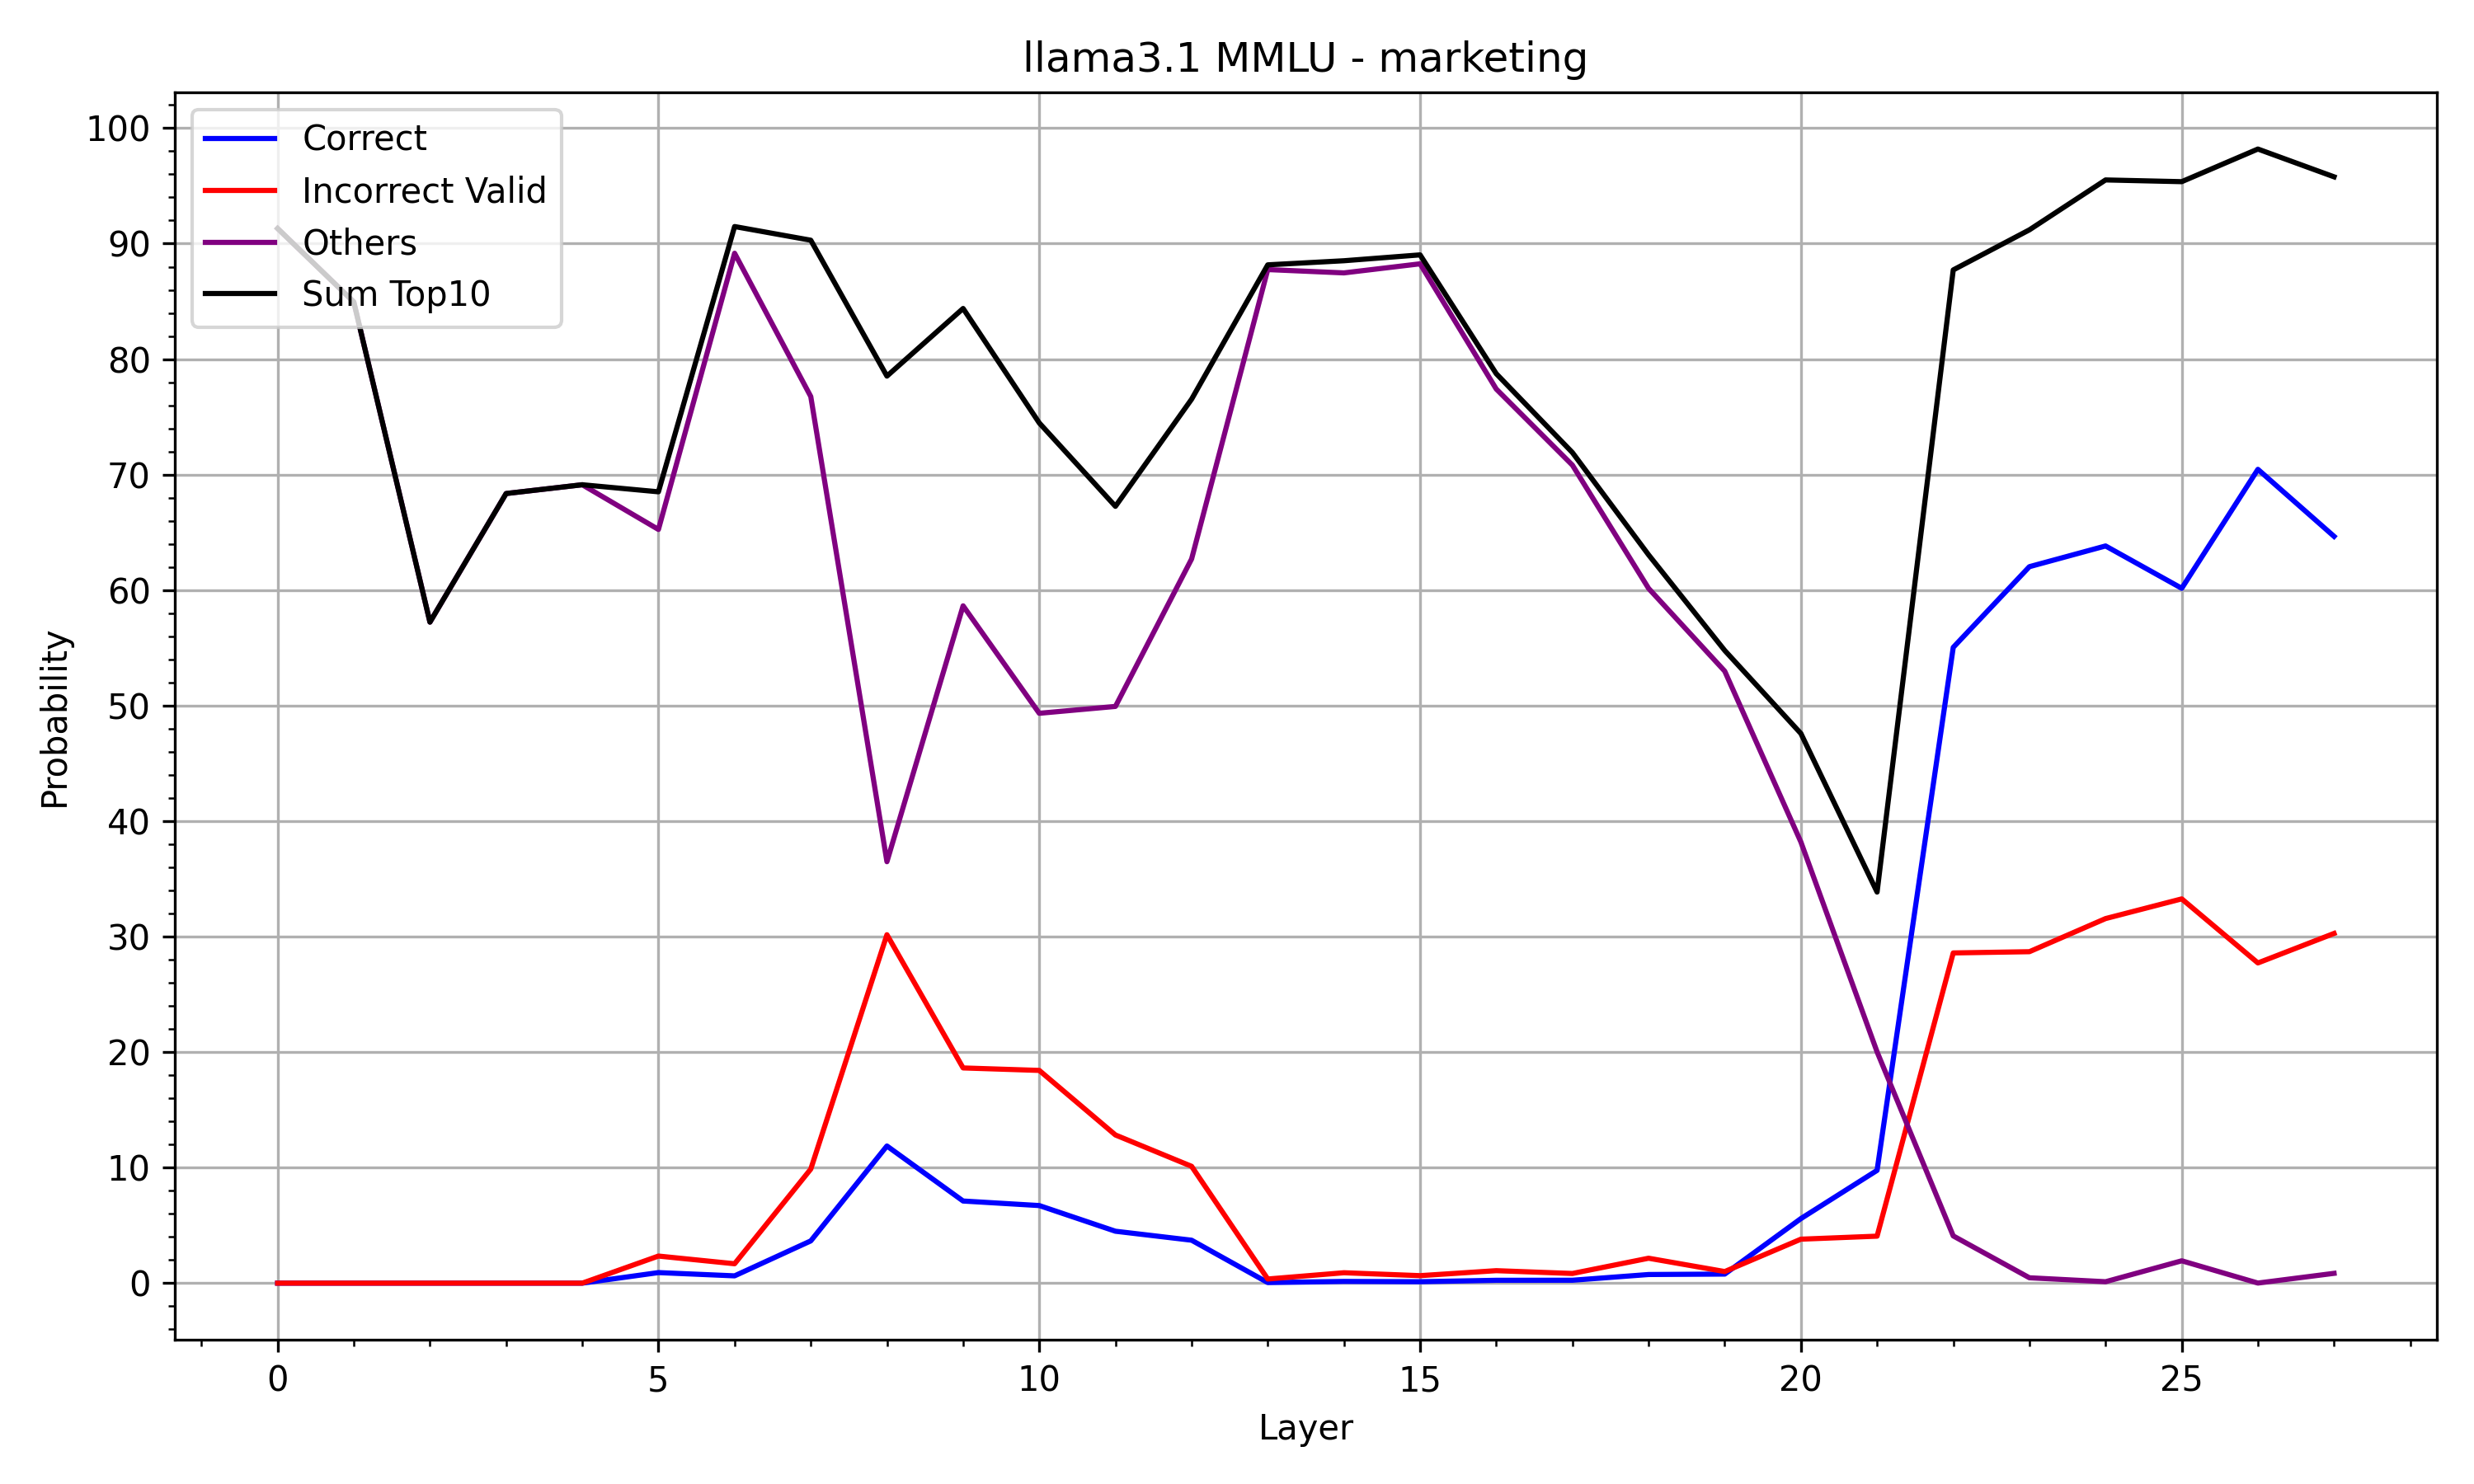 llama3.1 MMLU - marketing
Correct
Incorrect Valid
Others
Sum Top10
Probability
100
90
80
70
60
50
40
30
20
10
0
0 5 10 15 20 25
Layer